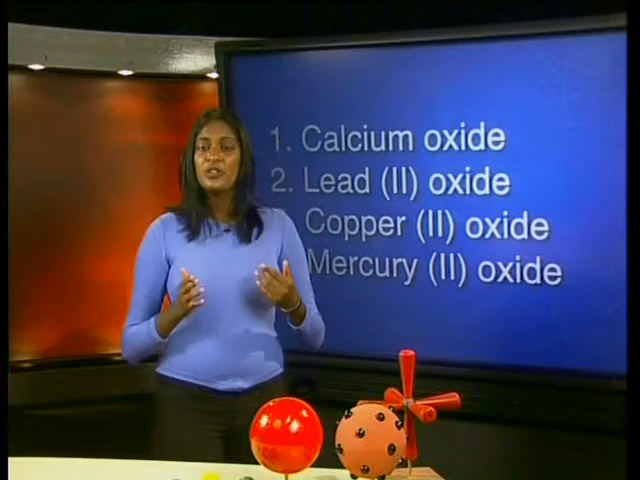 1. Calcium oxide
2. Lead (II) oxide
Copper (II) oxide
Mercury (II) oxide